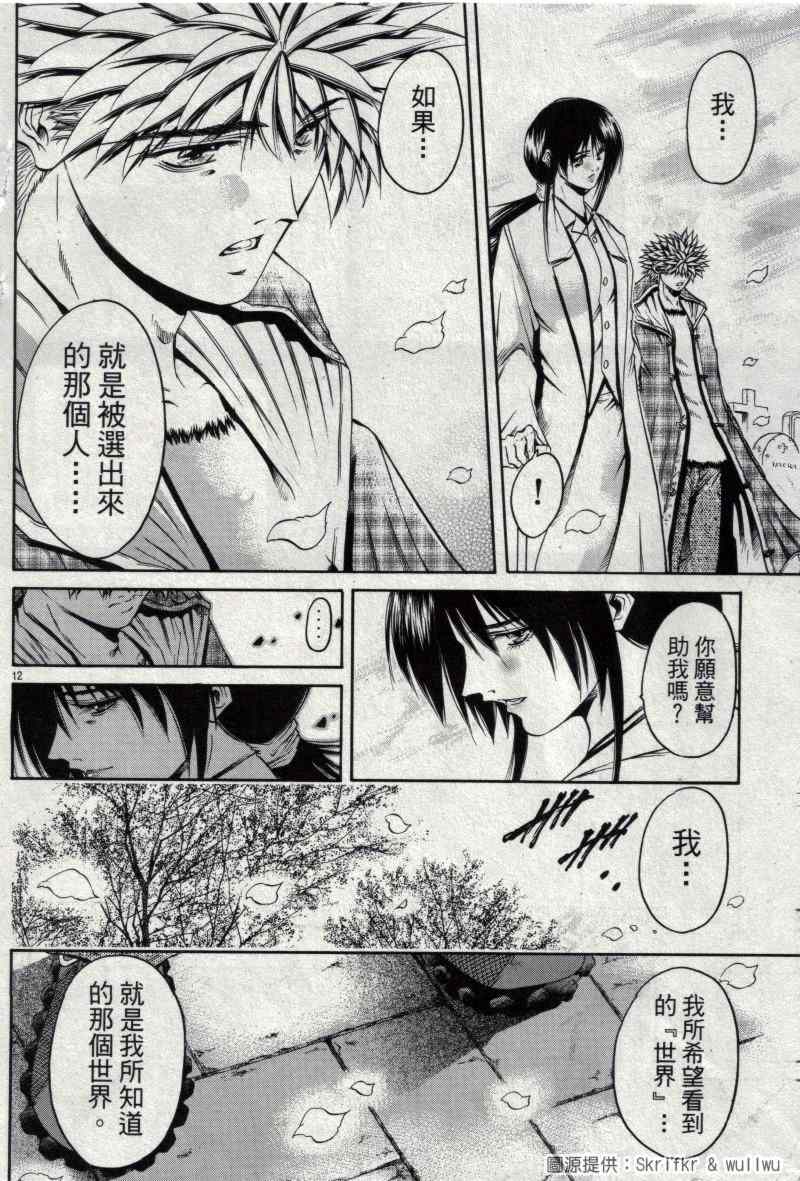 我…
！
如果…
就是被選出來
的那個人……
你願意幫
助我嗎？
……
12
我…
我所希望看到
的『世界』…
就是我所知道
的那個世界。
圖源提供：Skrlfkr & wullwu